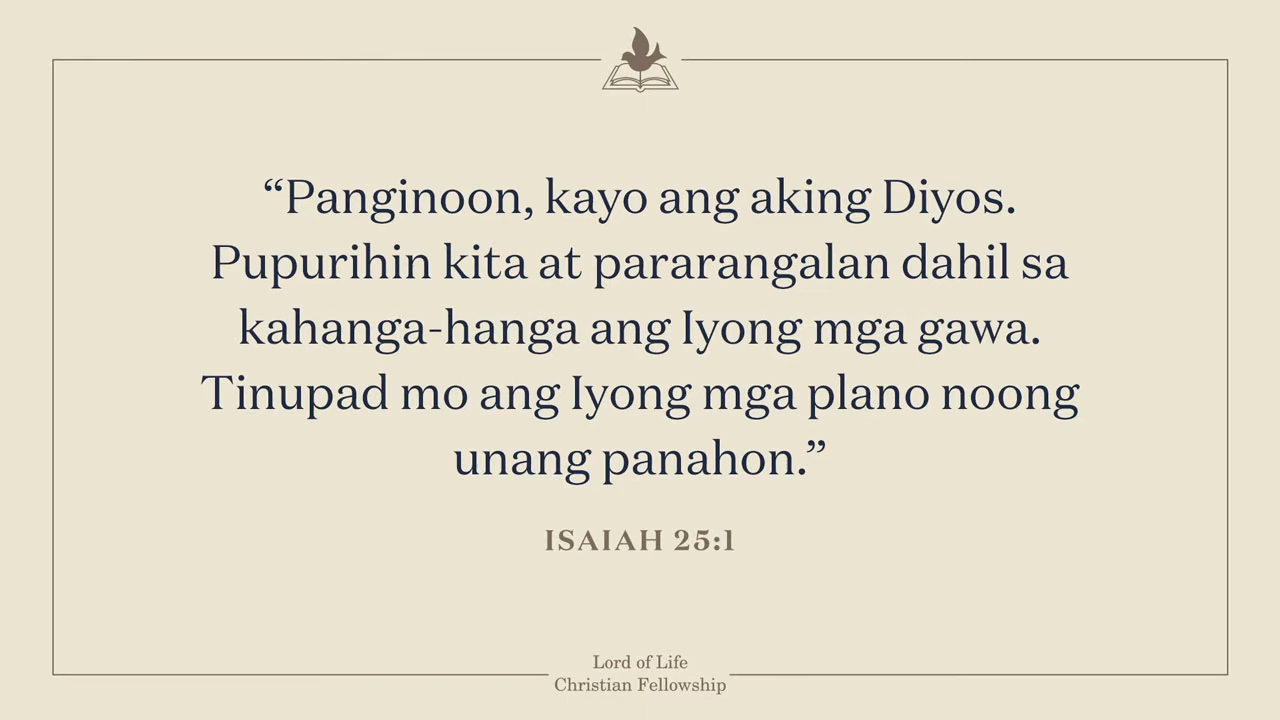 “Panginoon, kayo ang aking Diyos.
Pupurihin kita at pararangalan dahil sa
kahanga-hanga ang Iyong mga gawa.
Tinupad mo ang Iyong mga plano noong
unang panahon.”
ISAIAH 25:1
Lord of Life
Christian Fellowship